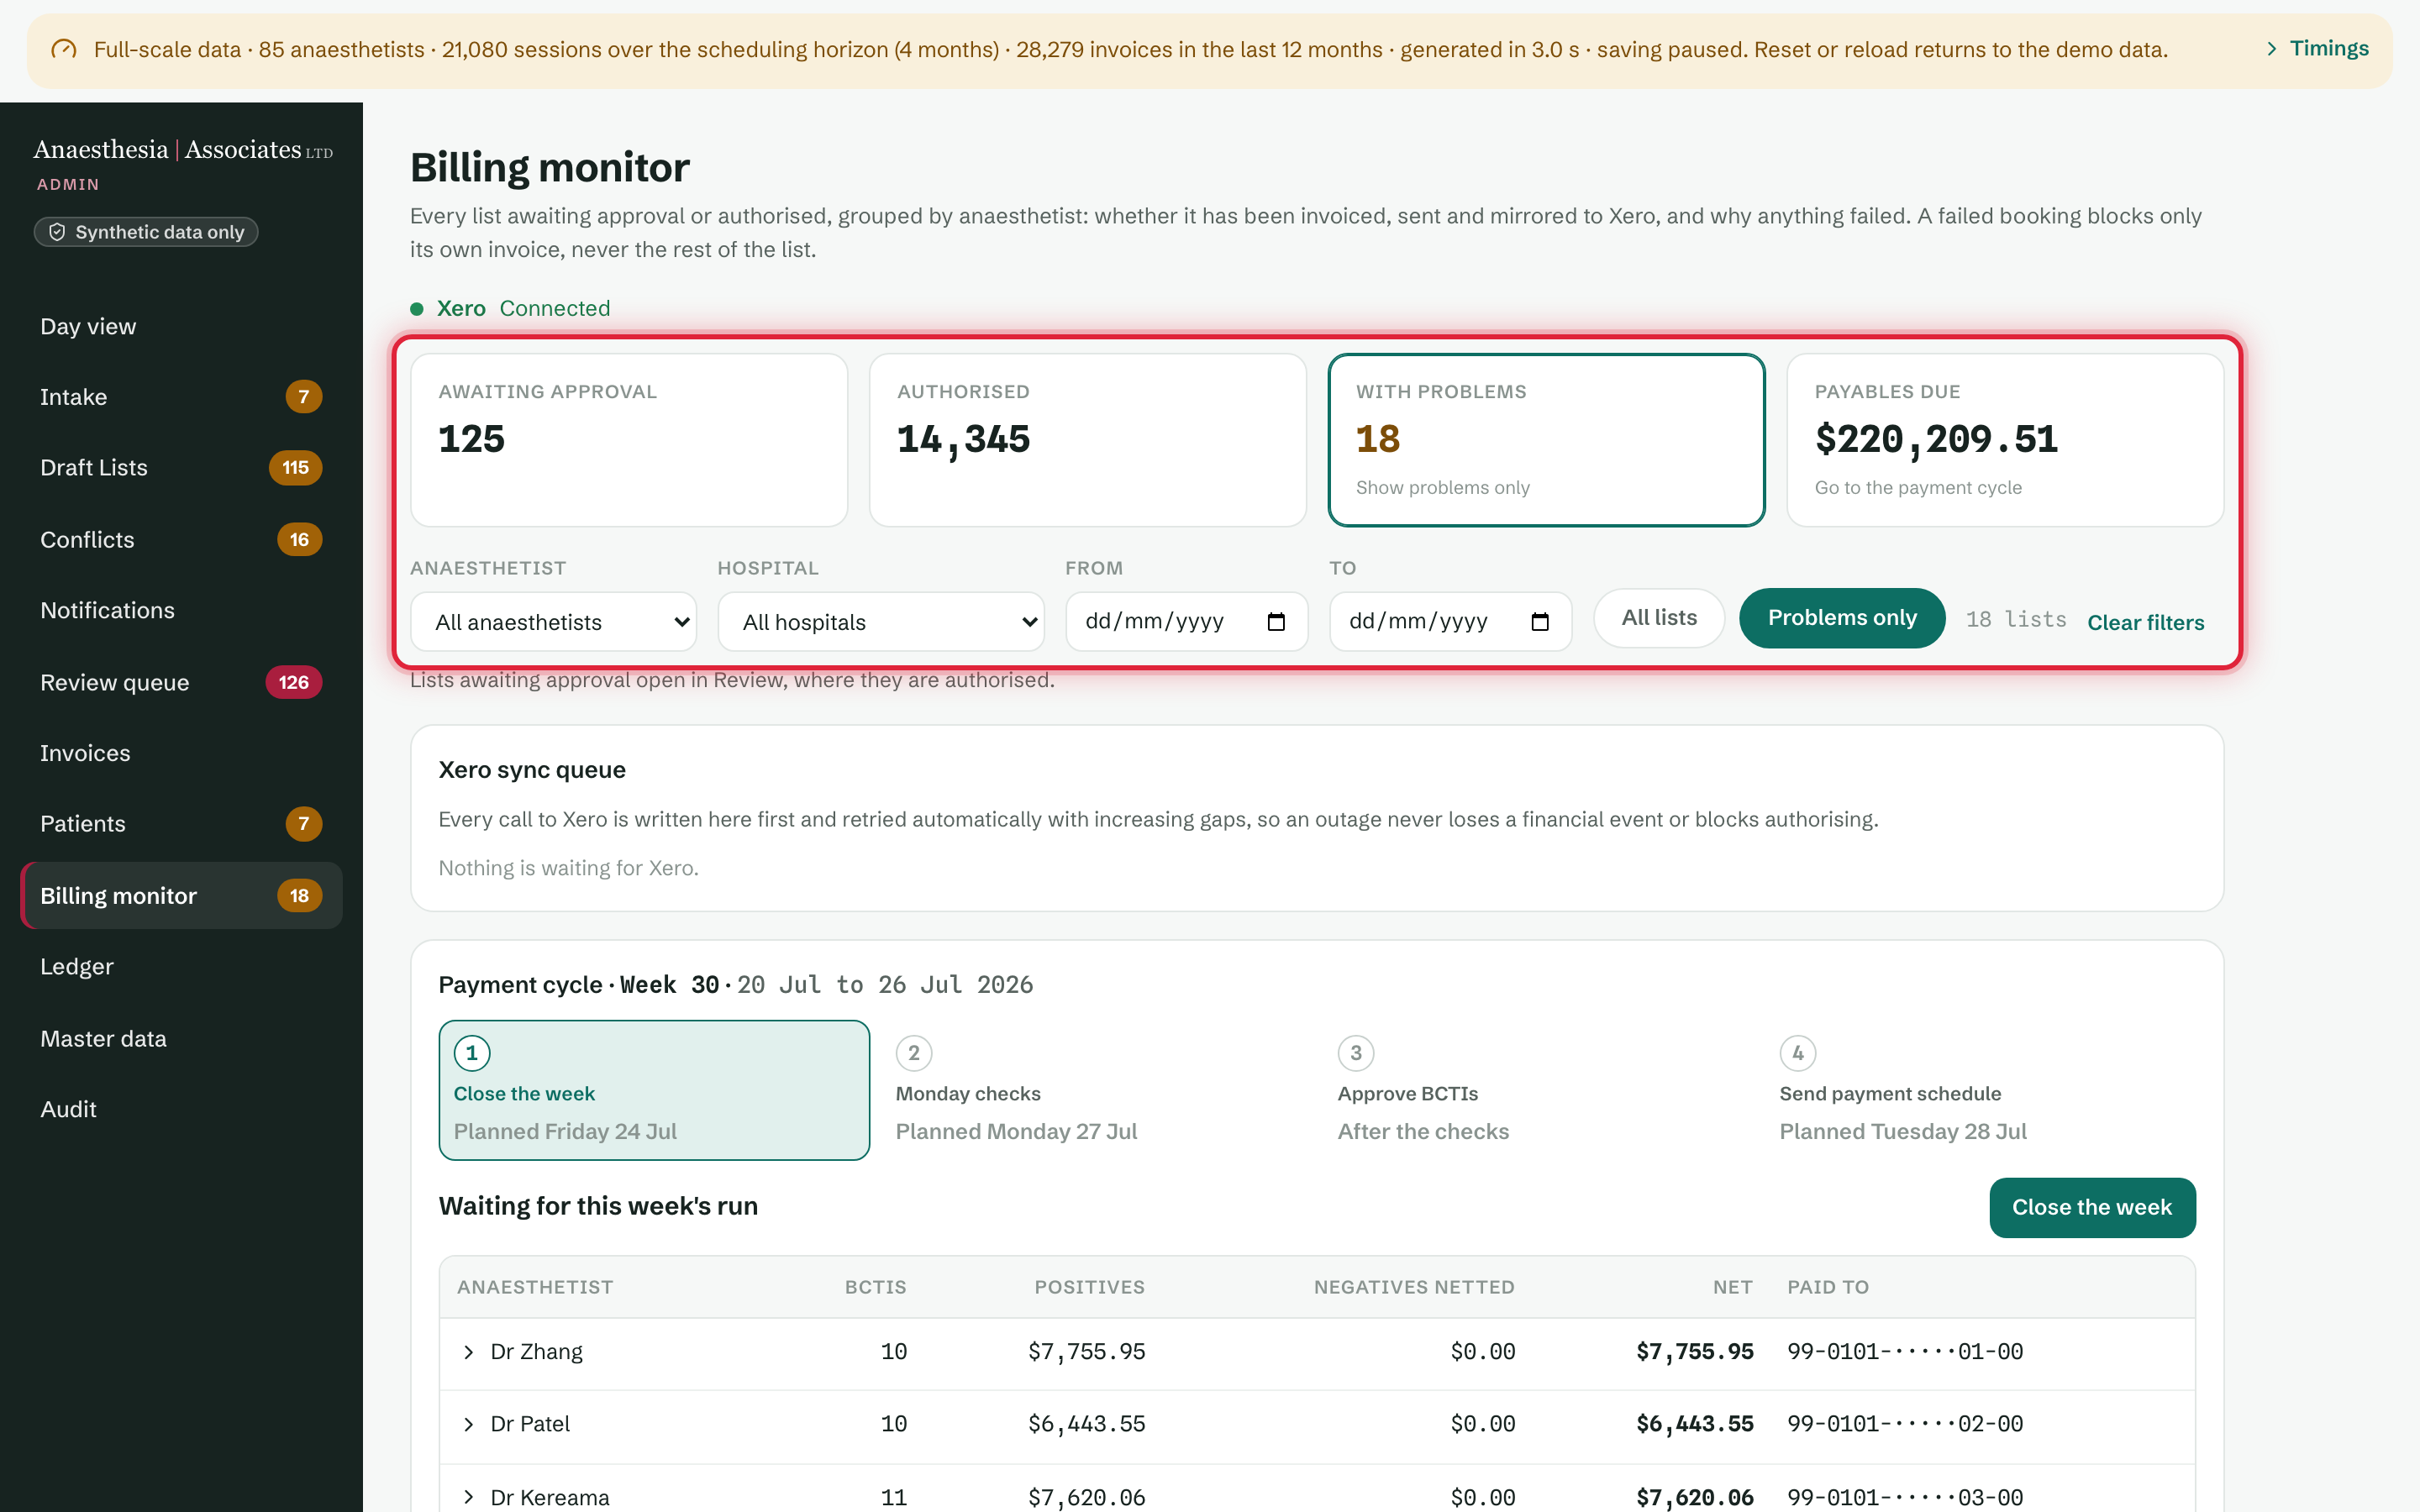 Full-scale data · 85 anaesthetists · 21,080 sessions over the scheduling horizon (4 months) · 28,279 invoices in the last 12 months · generated in 3.0 s · saving paused. Reset or reload returns to the demo data.
Timings
Anaesthesia | Associates LTD
ADMIN
Synthetic data only
Day view
Intake 7
Draft Lists 115
Conflicts 16
Notifications
Review queue 126
Invoices
Patients 7
Billing monitor 18
Ledger
Master data
Audit
Billing monitor
Every list awaiting approval or authorised, grouped by anaesthetist: whether it has been invoiced, sent and mirrored to Xero, and why anything failed. A failed booking blocks only
its own invoice, never the rest of the list.
Xero Connected
AWAITING APPROVAL
125
AUTHORISED
14,345
WITH PROBLEMS
18
Show problems only
PAYABLES DUE
$220,209.51
Go to the payment cycle
ANAESTHETIST HOSPITAL FROM TO
All anaesthetists All hospitals dd/mm/yyyy dd/mm/yyyy All lists Problems only 18 lists Clear filters
Lists awaiting approval open in Review, where they are authorised.
Xero sync queue
Every call to Xero is written here first and retried automatically with increasing gaps, so an outage never loses a financial event or blocks authorising.
Nothing is waiting for Xero.
Payment cycle · Week 30 · 20 Jul to 26 Jul 2026
1
Close the week
Planned Friday 24 Jul
2
Monday checks
Planned Monday 27 Jul
3
Approve BCTIs
After the checks
4
Send payment schedule
Planned Tuesday 28 Jul
Waiting for this week's run
Close the week
ANAESTHETIST BCTIS POSITIVES NEGATIVES NETTED NET PAID TO
Dr Zhang 10 $7,755.95 $0.00 $7,755.95 99-0101-·····01-00
Dr Patel 10 $6,443.55 $0.00 $6,443.55 99-0101-·····02-00
Dr Kereama 11 $7,620.06 $0.00 $7,620.06 99-0101-·····03-00